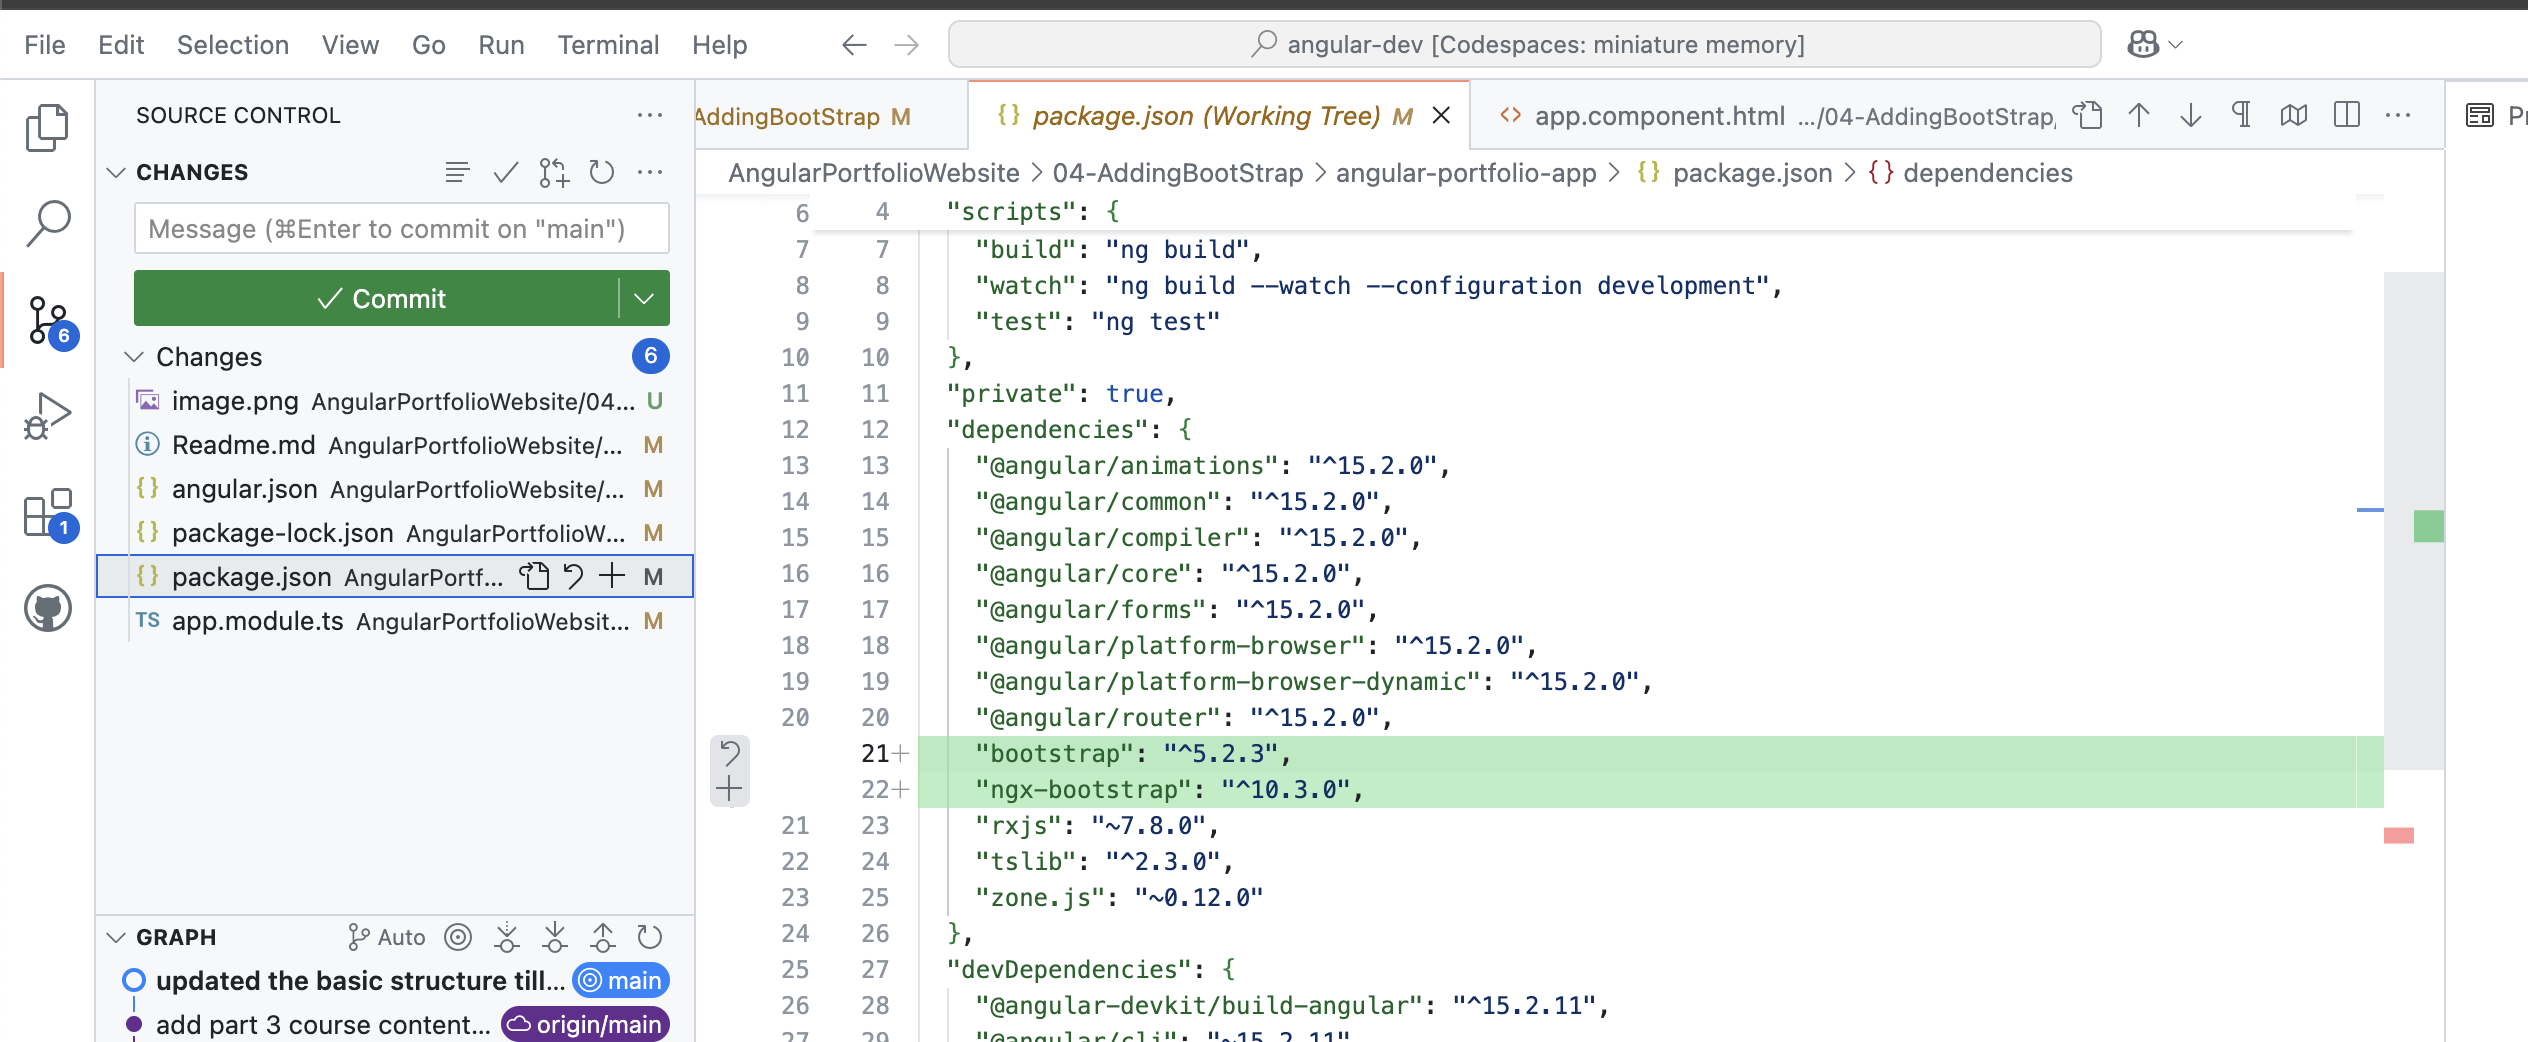 File Edit Selection View Go Run Terminal Help angular-dev [Codespaces: miniature memory]
SOURCE CONTROL
CHANGES
Message (⌘Enter to commit on "main")
Commit
Changes 6
image.png AngularPortfolioWebsite/04... U
Readme.md AngularPortfolioWebsite/... M
angular.json AngularPortfolioWebsite/... M
package-lock.json AngularPortfolioW... M
package.json AngularPortf... M
TS app.module.ts AngularPortfolioWebsit... M
6
1
GRAPH Auto
updated the basic structure till... main
add part 3 course content... origin/main
AddingBootStrap M {} package.json (Working Tree) M <> app.component.html .../04-AddingBootStrap/
AngularPortfolioWebsite > 04-AddingBootStrap > angular-portfolio-app > {} package.json > {} dependencies
6 4 "scripts": {
7 7 "build": "ng build",
8 8 "watch": "ng build --watch --configuration development",
9 9 "test": "ng test"
10 10 },
11 11 "private": true,
12 12 "dependencies": {
13 13 "@angular/animations": "^15.2.0",
14 14 "@angular/common": "^15.2.0",
15 15 "@angular/compiler": "^15.2.0",
16 16 "@angular/core": "^15.2.0",
17 17 "@angular/forms": "^15.2.0",
18 18 "@angular/platform-browser": "^15.2.0",
19 19 "@angular/platform-browser-dynamic": "^15.2.0",
20 20 "@angular/router": "^15.2.0",
21+ "bootstrap": "^5.2.3",
22+ "ngx-bootstrap": "^10.3.0",
21 23 "rxjs": "~7.8.0",
22 24 "tslib": "^2.3.0",
23 25 "zone.js": "~0.12.0"
24 26 },
25 27 "devDependencies": {
26 28 "@angular-devkit/build-angular": "^15.2.11",
27 29 "@angular/cli": "~15.2.11"